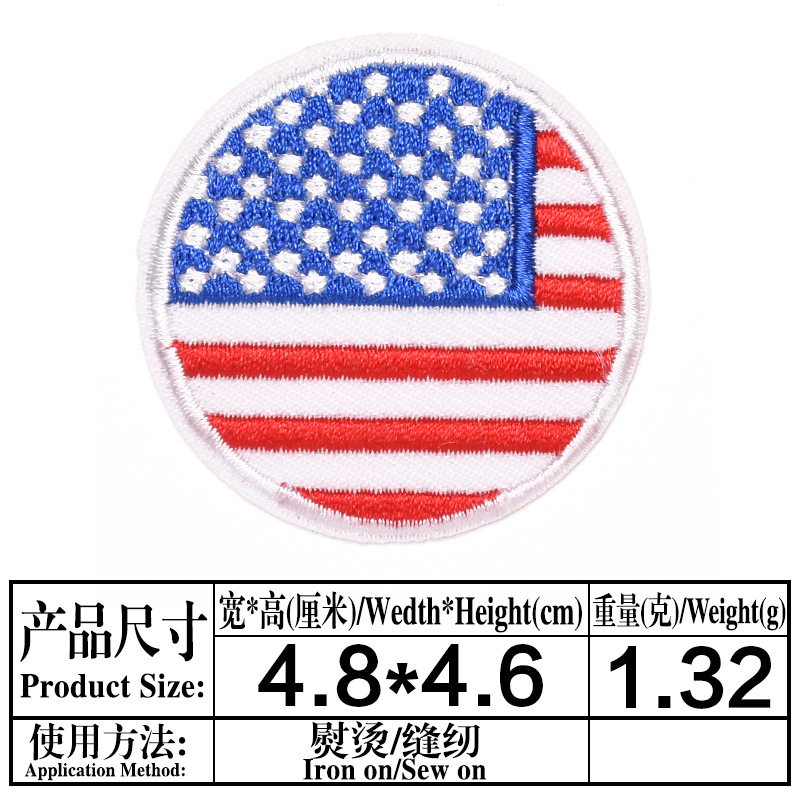 产品尺寸
Product Size:
宽*高(厘米)/Wedth*Height(cm)
重量(克)/Weight(g)
4.8*4.6
1.32
使用方法:
Application Method:
熨烫/缝纫
Iron on/Sew on